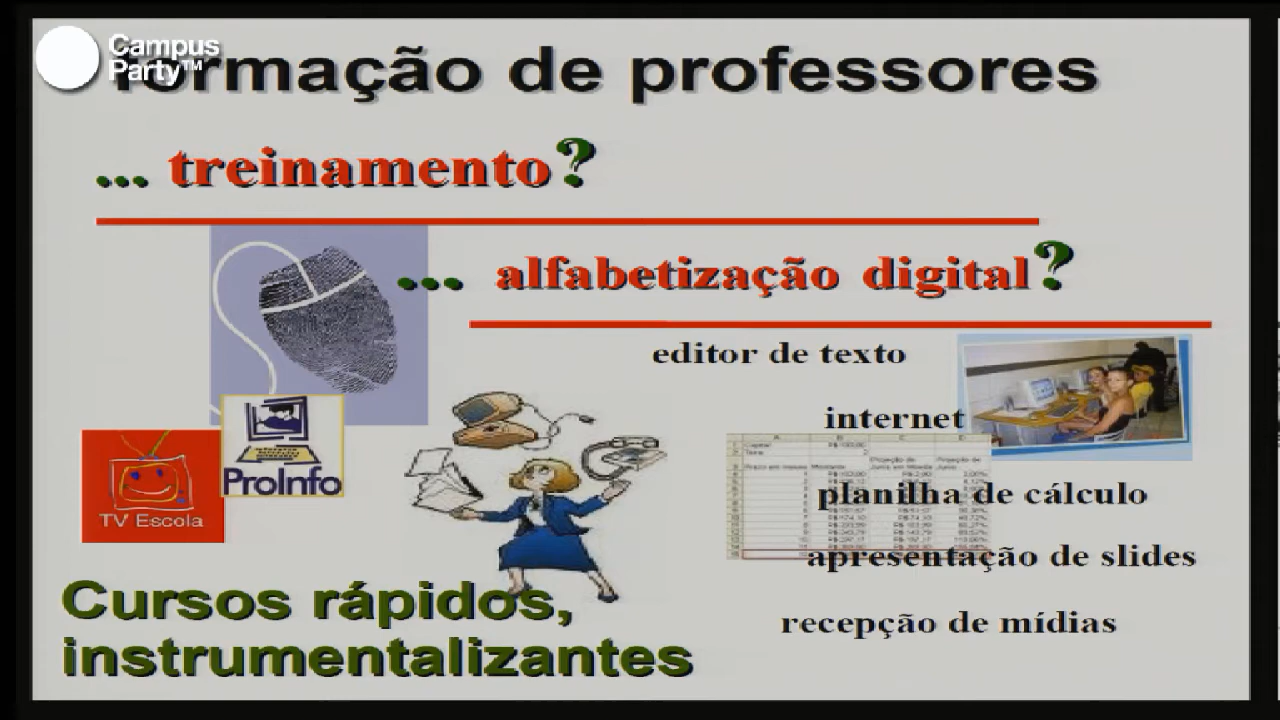 Campus
Party™
formação de professores
... treinamento?
... alfabetização digital?
editor de texto
internet
planilha de cálculo
apresentação de slides
recepção de mídias
ProInfo
TV Escola
Cursos rápidos,
instrumentalizantes